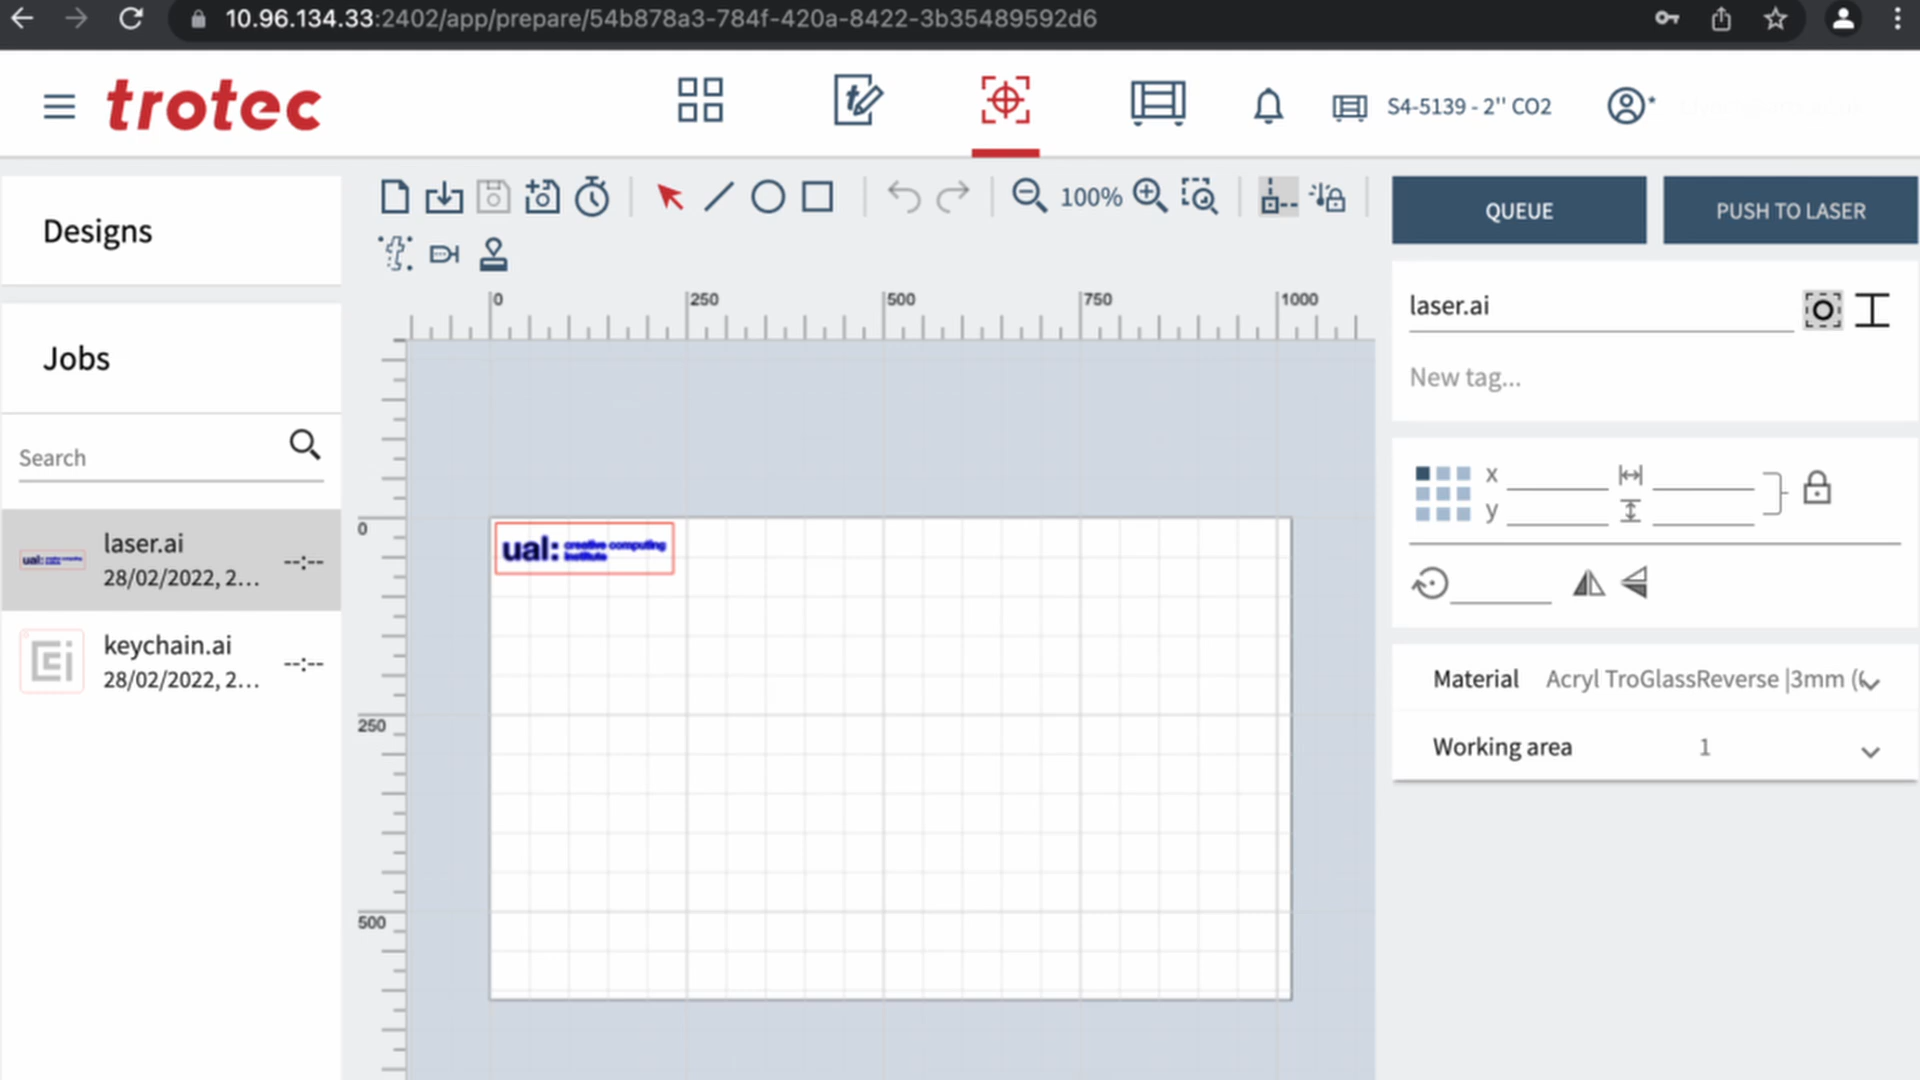 10.96.134.33:2402/app/prepare/54b878a3-784f-420a-8422-3b35489592d6
trotec
S4-5139 - 2'' CO2
Designs
100%
QUEUE
PUSH TO LASER
0 250 500 750 1000
laser.ai
New tag...
Jobs
Search
x
y
laser.ai
28/02/2022, 2...
--:--
keychain.ai
28/02/2022, 2...
--:--
0
250
500
ual: creative computing
institute
Material Acryl TroGlassReverse |3mm (
Working area 1